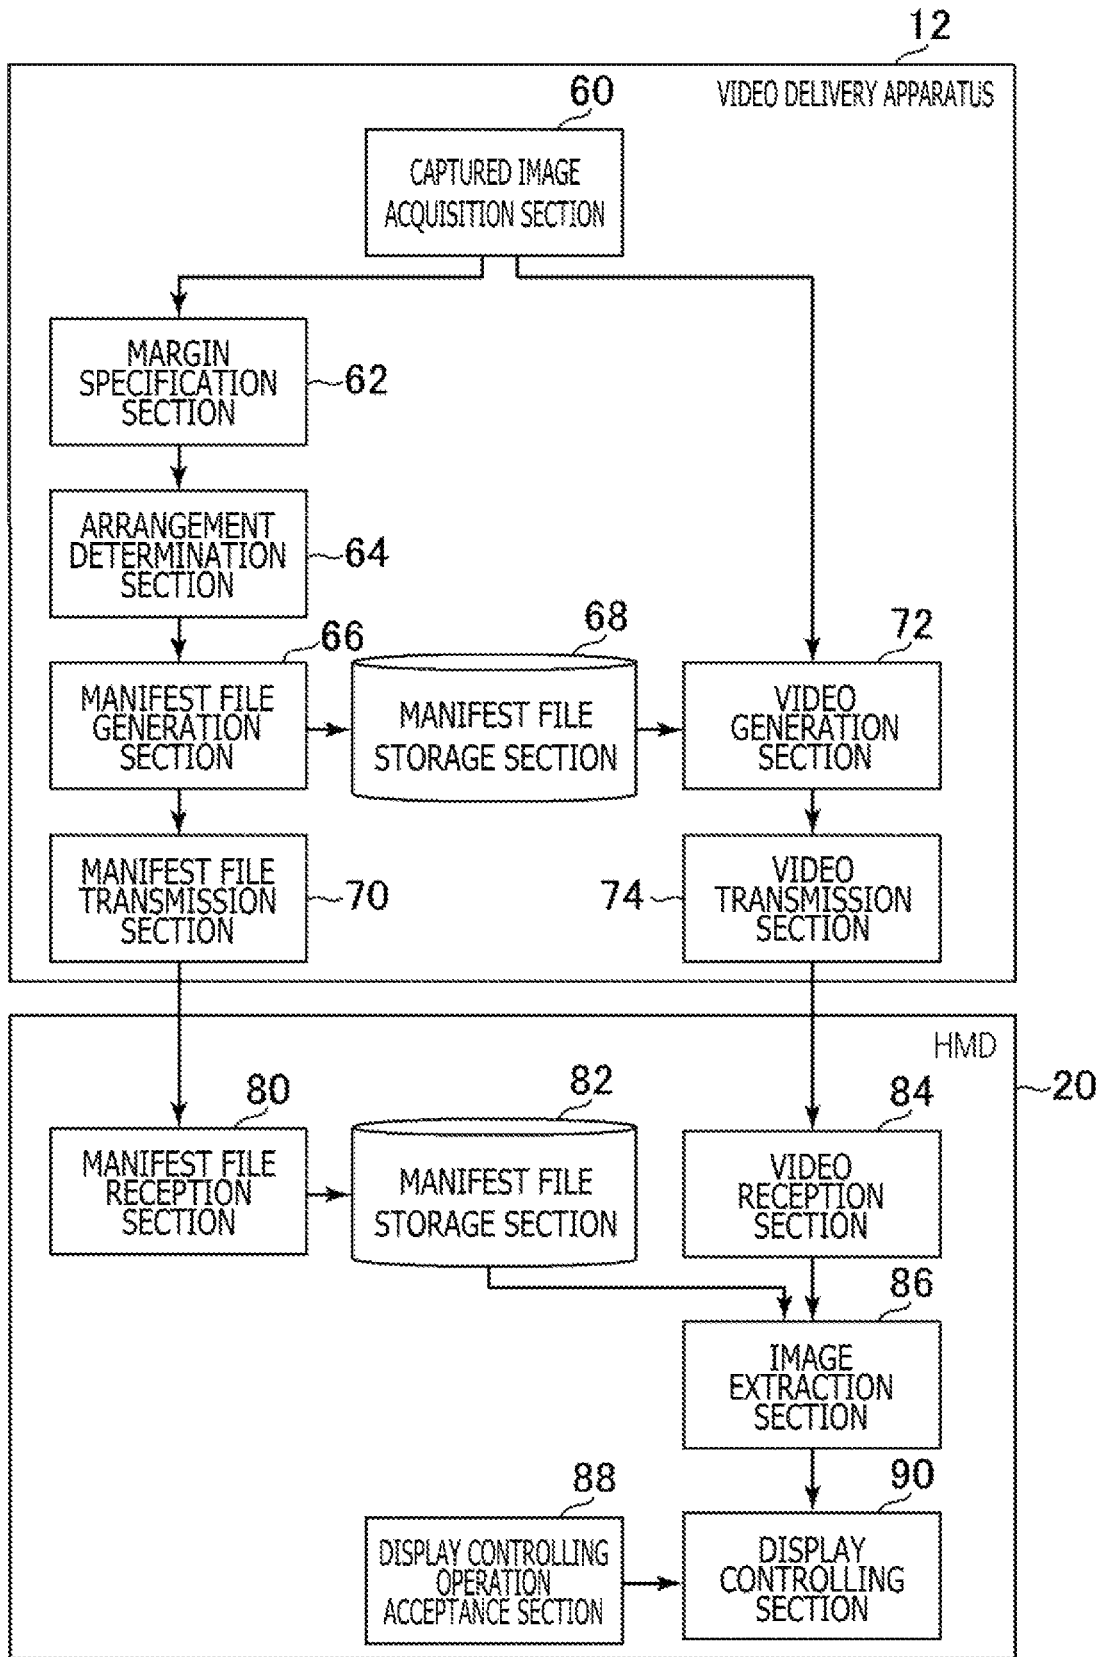 12
VIDEO DELIVERY APPARATUS
60
CAPTURED IMAGE
ACQUISITION SECTION
MARGIN
SPECIFICATION
SECTION
62
ARRANGEMENT
DETERMINATION
SECTION
64
66
MANIFEST FILE
GENERATION
SECTION
68
MANIFEST FILE
STORAGE SECTION
72
VIDEO
GENERATION
SECTION
MANIFEST FILE
TRANSMISSION
SECTION
70
74
VIDEO
TRANSMISSION
SECTION
HMD
20
80
MANIFEST FILE
RECEPTION
SECTION
82
MANIFEST FILE
STORAGE SECTION
84
VIDEO
RECEPTION
SECTION
86
IMAGE
EXTRACTION
SECTION
88
DISPLAY CONTROLLING
OPERATION
ACCEPTANCE SECTION
90
DISPLAY
CONTROLLING
SECTION